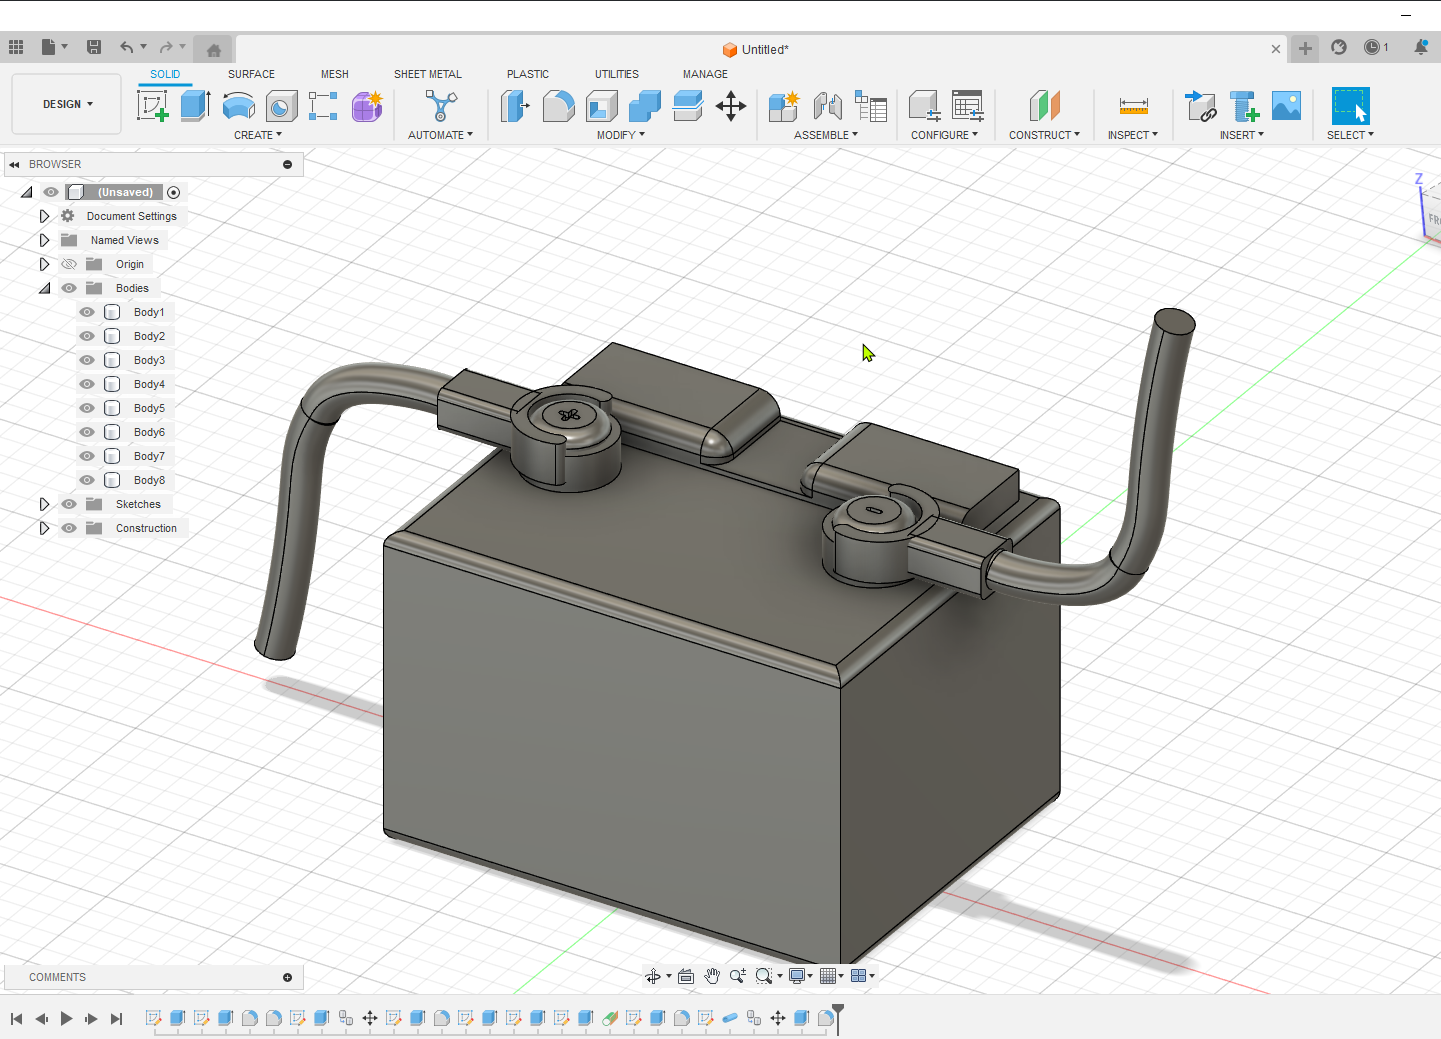 Untitled*
1
DESIGN
SOLID
SURFACE
MESH
SHEET METAL
PLASTIC
UTILITIES
MANAGE
CREATE
AUTOMATE
MODIFY
ASSEMBLE
CONFIGURE
CONSTRUCT
INSPECT
INSERT
SELECT
BROWSER
(Unsaved)
Document Settings
Named Views
Origin
Bodies
Body1
Body2
Body3
Body4
Body5
Body6
Body7
Body8
Sketches
Construction
Z
COMMENTS